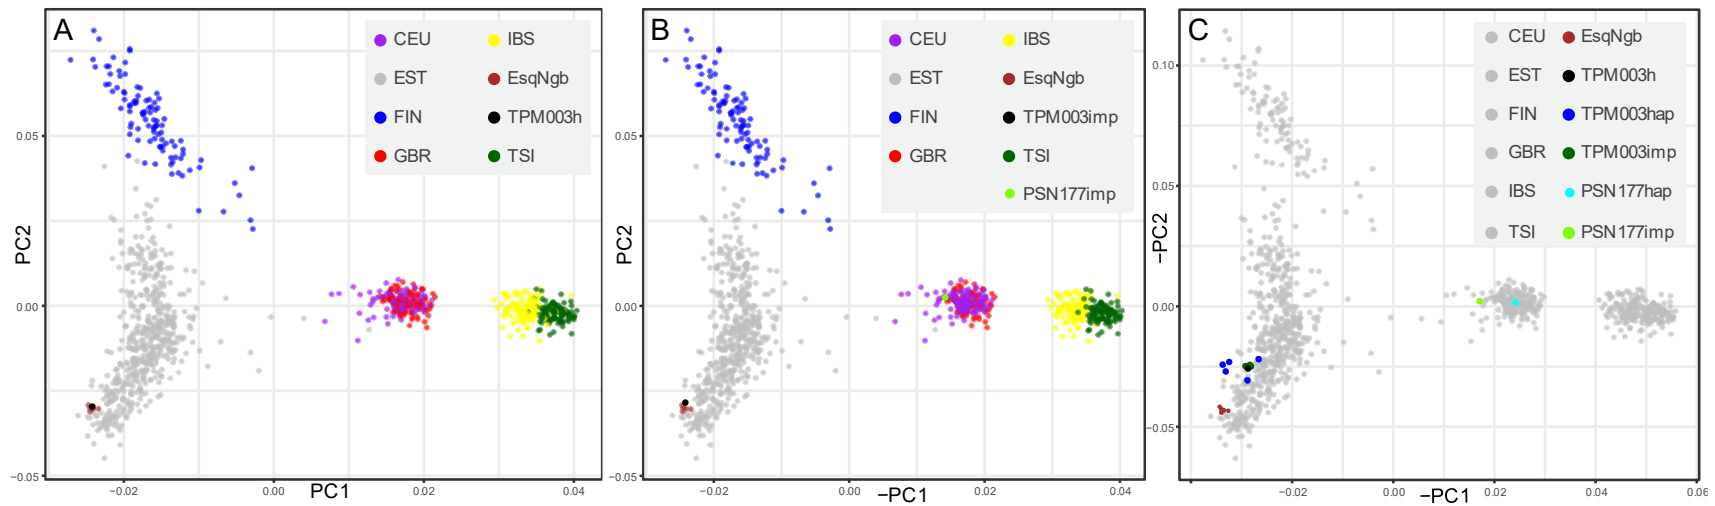 A
CEU IBS
EST EsqNgb
FIN TPM003h
GBR TSI
PC2
0.05
0.00
−0.05
−0.02 0.00 0.02 0.04
PC1
B
CEU IBS
EST EsqNgb
FIN TPM003imp
GBR TSI
PSN177imp
PC2
0.05
0.00
−0.05
−0.02 0.00 0.02 0.04
−PC1
C
CEU EsqNgb
EST TPM003h
FIN TPM003hap
GBR TPM003imp
IBS PSN177hap
TSI PSN177imp
−PC2
0.10
0.05
0.00
−0.05
−0.02 0.00 0.02 0.04 0.06
−PC1